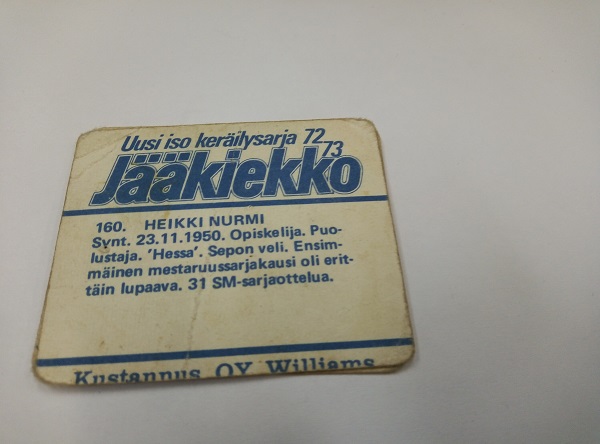 Uusi iso keräilysarja 72
73
Jääkiekko
160. HEIKKI NURMI
Synt. 23.11.1950. Opiskelija. Puo-
lustaja. 'Hessa'. Sepon veli. Ensim-
mäinen mestaruussarjakausi oli erit-
täin lupaava. 31 SM-sarjaottelua.
Kustannus OY Williams